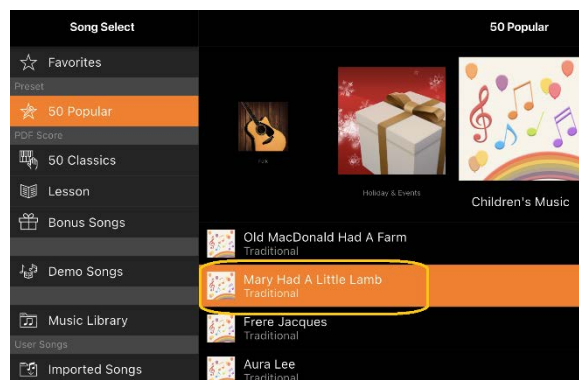 Song Select
50 Popular
Favorites
Preset
50 Popular
PDF Score
50 Classics
Lesson
Bonus Songs
Demo Songs
Music Library
User Songs
Imported Songs
Folk
Holiday & Events
Children's Music
Old MacDonald Had A Farm
Traditional
Mary Had A Little Lamb
Traditional
Frere Jacques
Traditional
Aura Lee
Traditional